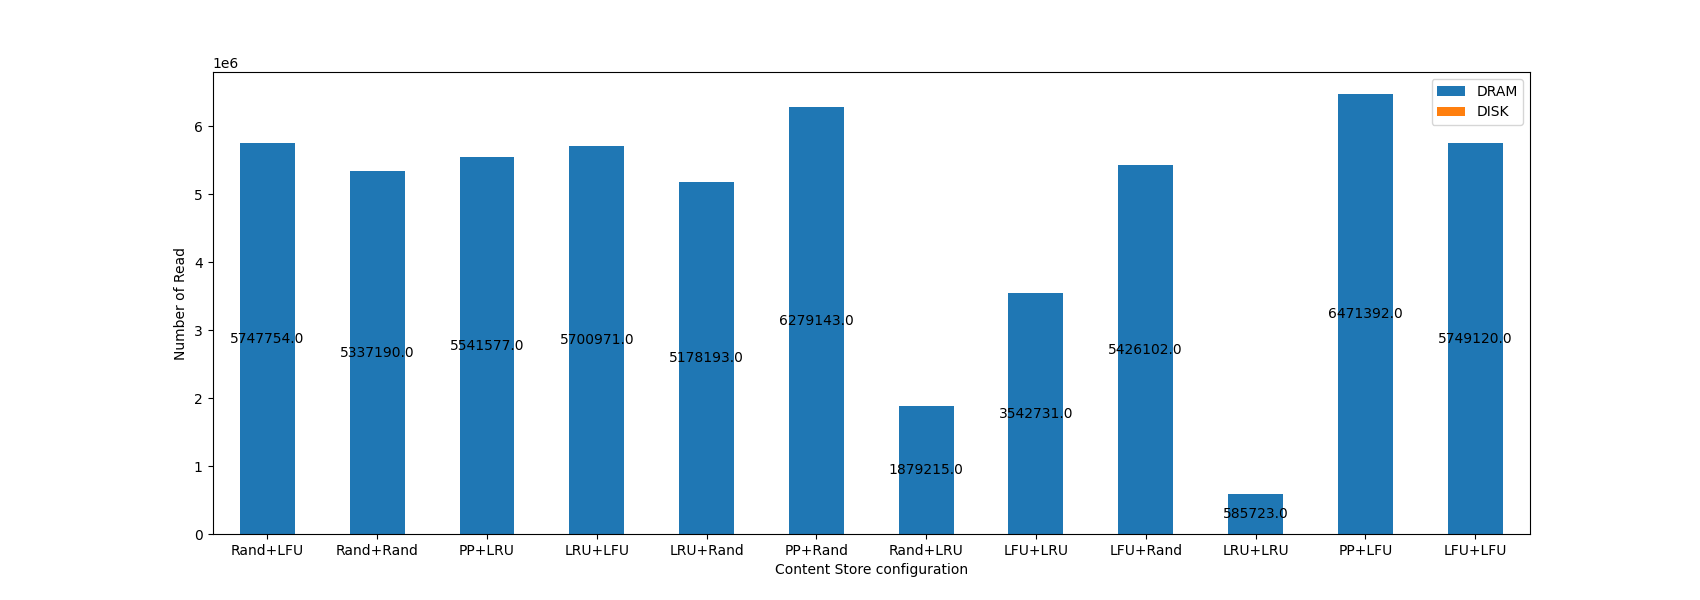 1e6
DRAM
DISK
6
5
4
3
2
1
0
Number of Read
5747754.0
5337190.0
5541577.0
5700971.0
5178193.0
6279143.0
1879215.0
3542731.0
5426102.0
585723.0
6471392.0
5749120.0
Rand+LFU
Rand+Rand
PP+LRU
LRU+LFU
LRU+Rand
PP+Rand
Rand+LRU
LFU+LRU
LFU+Rand
LRU+LRU
PP+LFU
LFU+LFU
Content Store configuration